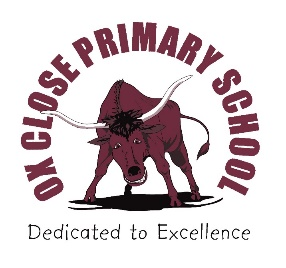 OX CLOSE PRIMARY SCHOOL
Dedicated to Excellence